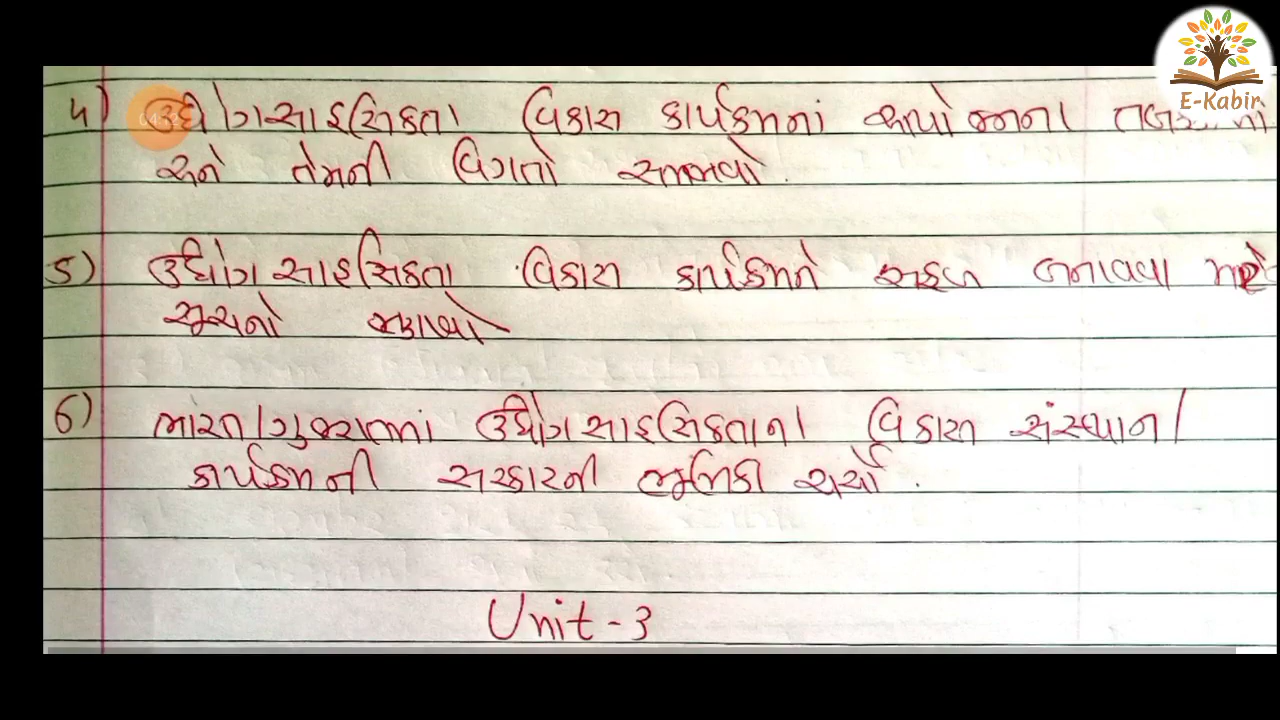 E-Kabir
૫) ઉદ્યોગસાહસિકતા વિકાસ કાર્યક્રમનાં આયોજનના
અને તેમની વિગતો સમજાવો.
5) ઉદ્યોગસાહસિકતા વિકાસ કાર્યક્રમને સફળ બનાવવા માટે
સૂચનો જણાવો
6) ભારત/ગુજરાતમાં ઉદ્યોગસાહસિકતાના વિકાસ સંસ્થાન/
કાર્યક્રમની સરકારની ભૂમિકા ચર્ચો.
Unit - 3